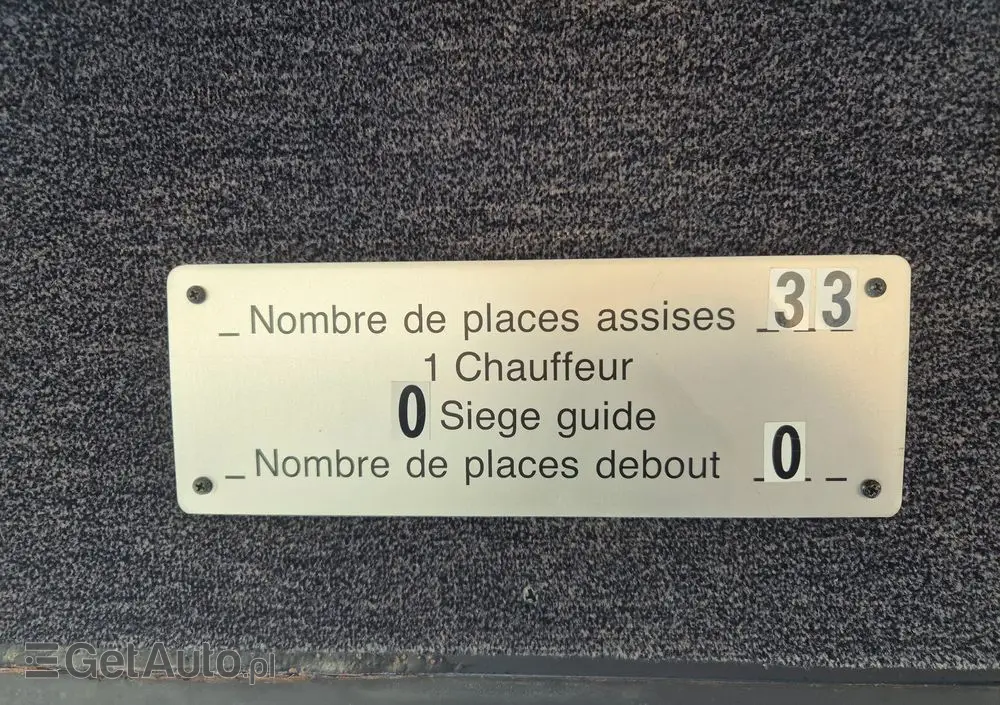 _ Nombre de places assises _33_
1 Chauffeur
0 Siege guide
_ Nombre de places debout _0_ _
GetAuto.pl